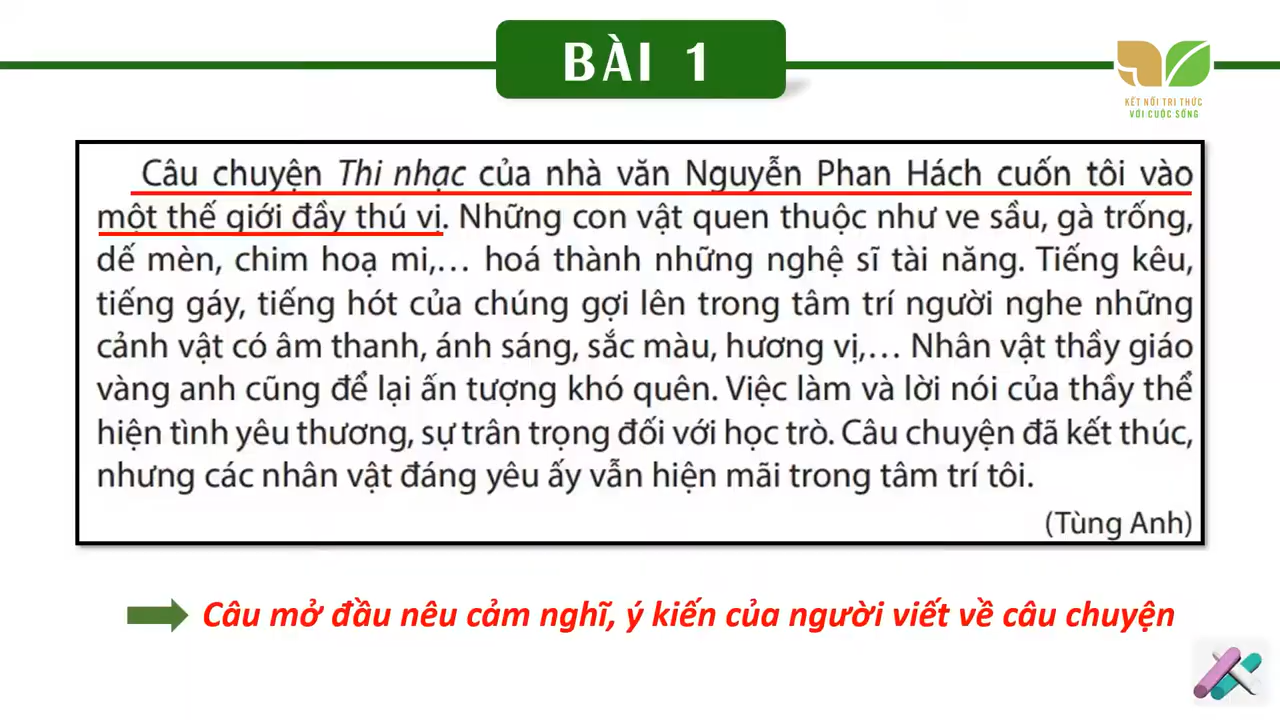 BÀI 1
KẾT NỐI TRI THỨC
VỚI CUỘC SỐNG
Câu chuyện Thi nhạc của nhà văn Nguyễn Phan Hách cuốn tôi vào
một thế giới đầy thú vị. Những con vật quen thuộc như ve sầu, gà trống,
dế mèn, chim hoạ mi,... hoá thành những nghệ sĩ tài năng. Tiếng kêu,
tiếng gáy, tiếng hót của chúng gợi lên trong tâm trí người nghe những
cảnh vật có âm thanh, ánh sáng, sắc màu, hương vị,... Nhân vật thầy giáo
vàng anh cũng để lại ấn tượng khó quên. Việc làm và lời nói của thầy thể
hiện tình yêu thương, sự trân trọng đối với học trò. Câu chuyện đã kết thúc,
nhưng các nhân vật đáng yêu ấy vẫn hiện mãi trong tâm trí tôi.
(Tùng Anh)
Câu mở đầu nêu cảm nghĩ, ý kiến của người viết về câu chuyện